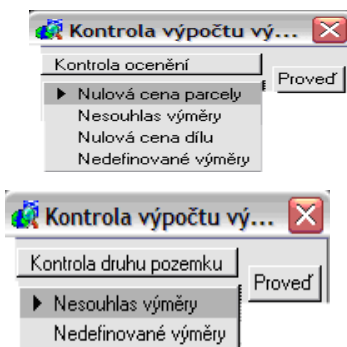 Kontrola výpočtu vý...
Kontrola ocenění
Proveď
Nulová cena parcely
Nesouhlas výměry
Nulová cena dílu
Nedefinované výměry
Kontrola výpočtu vý...
Kontrola druhu pozemku
Proveď
Nesouhlas výměry
Nedefinované výměry